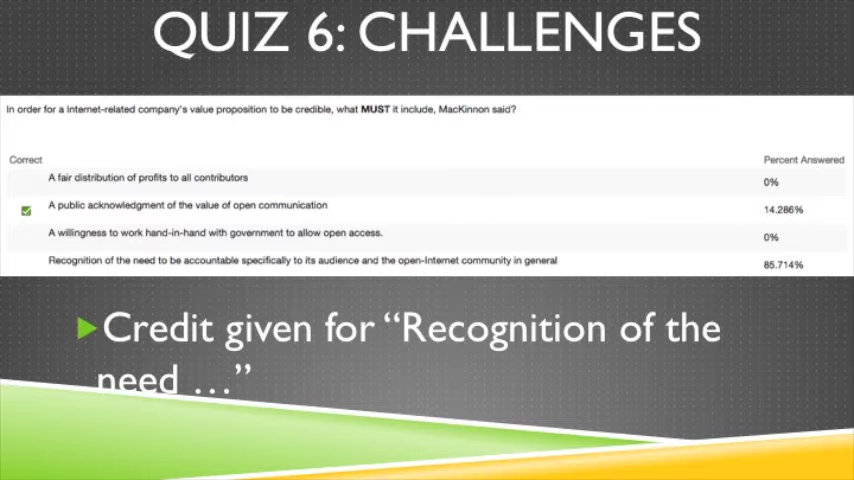 QUIZ 6: CHALLENGES
In order for a Internet-related company's value proposition to be credible, what MUST it include, MacKinnon said?
Correct Percent Answered
A fair distribution of profits to all contributors 0%
A public acknowledgment of the value of open communication 14.286%
A willingness to work hand-in-hand with government to allow open access. 0%
Recognition of the need to be accountable specifically to its audience and the open-Internet community in general 85.714%
Credit given for “Recognition of the
need …”